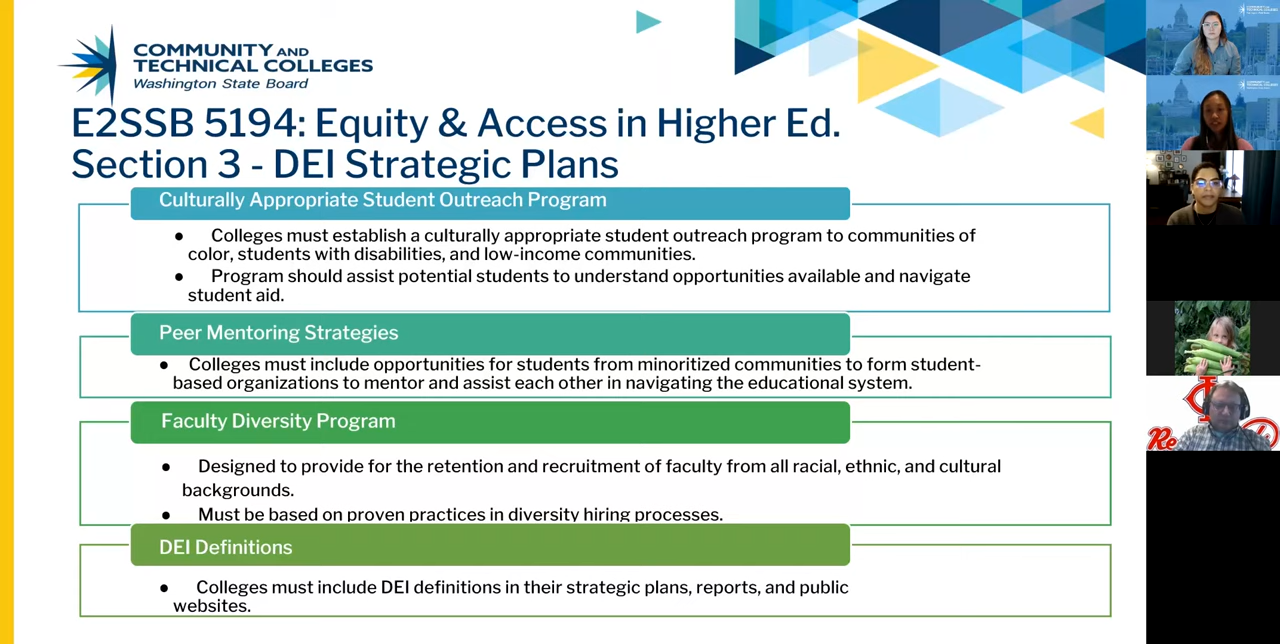 COMMUNITY AND
TECHNICAL COLLEGES
Washington State Board
E2SSB 5194: Equity & Access in Higher Ed.
Section 3 - DEI Strategic Plans
Culturally Appropriate Student Outreach Program
● Colleges must establish a culturally appropriate student outreach program to communities of
color, students with disabilities, and low-income communities.
● Program should assist potential students to understand opportunities available and navigate
student aid.
Peer Mentoring Strategies
● Colleges must include opportunities for students from minoritized communities to form student-
based organizations to mentor and assist each other in navigating the educational system.
Faculty Diversity Program
● Designed to provide for the retention and recruitment of faculty from all racial, ethnic, and cultural
backgrounds.
● Must be based on proven practices in diversity hiring processes.
DEI Definitions
● Colleges must include DEI definitions in their strategic plans, reports, and public
websites.